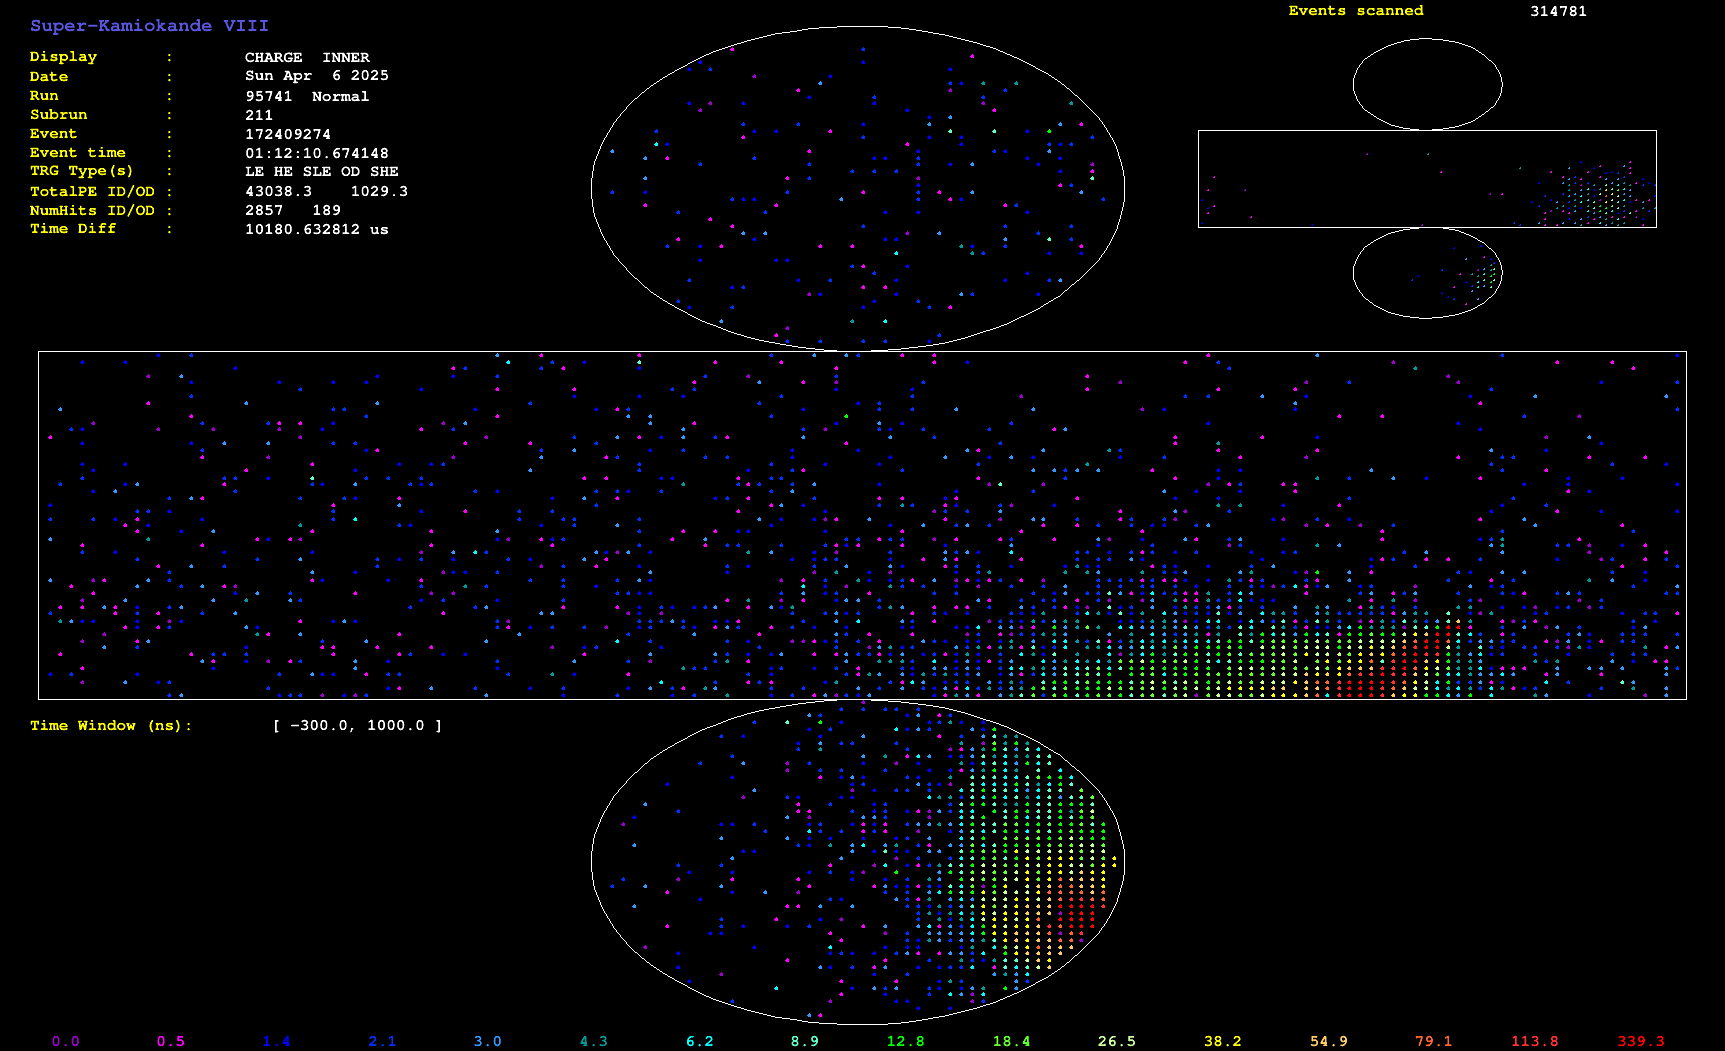 Super-Kamiokande VIII
Events scanned 314781
Display : CHARGE INNER
Date : Sun Apr 6 2025
Run : 95741 Normal
Subrun : 211
Event : 172409274
Event time : 01:12:10.674148
TRG Type(s) : LE HE SLE OD SHE
TotalPE ID/OD : 43038.3 1029.3
NumHits ID/OD : 2857 189
Time Diff : 10180.632812 us
Time Window (ns): [ -300.0, 1000.0 ]
0.0 0.5 1.4 2.1 3.0 4.3 6.2 8.9 12.8 18.4 26.5 38.2 54.9 79.1 113.8 339.3